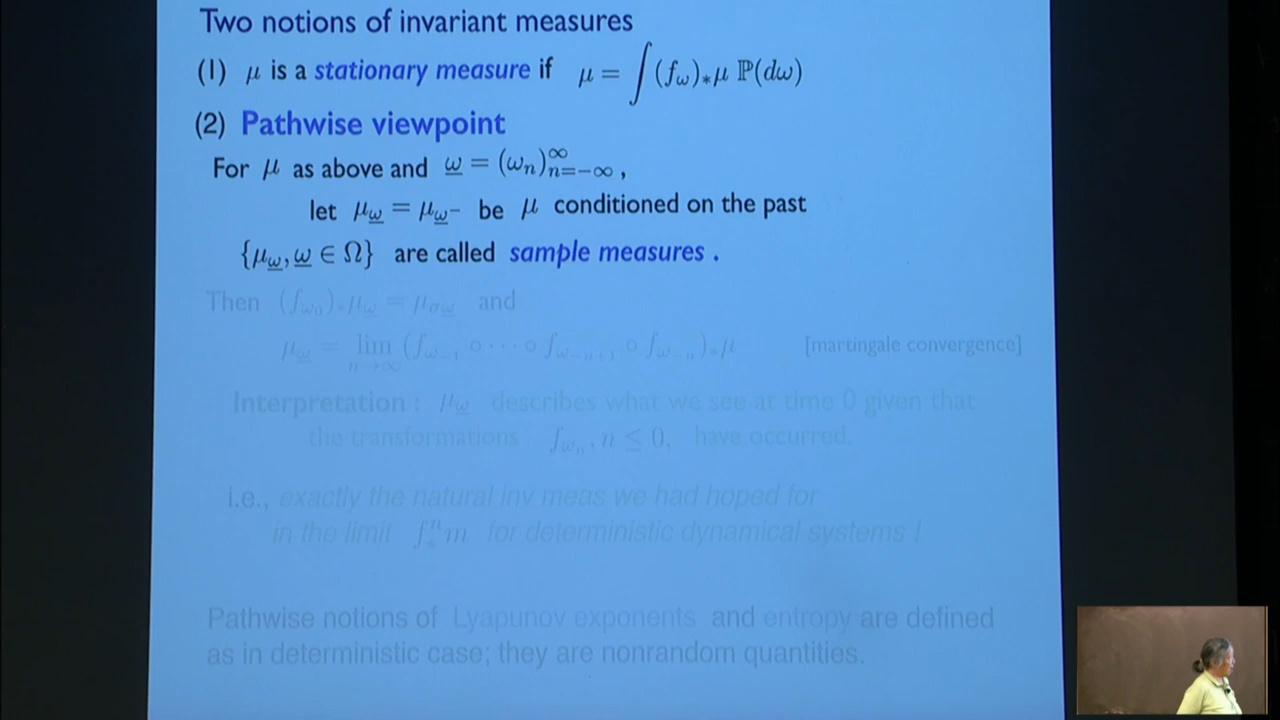 Two notions of invariant measures
(1) μ is a stationary measure if μ = ∫ (f_ω)_* μ ℙ(dω)
(2) Pathwise viewpoint
For μ as above and ω̲ = (ω_n)_{n=-∞}^∞ ,
let μ_ω̲ = μ_ω̲⁻ be μ conditioned on the past
{μ_ω̲, ω̲ ∈ Ω} are called sample measures .
Then (f_{ω_0})_* μ_ω̲ = μ_{σω̲} and
μ_ω̲ = lim_{n→∞} (f_{ω_{-1}} ∘ ⋯ ∘ f_{ω_{-n+1}} ∘ f_{ω_{-n}})_* μ [martingale convergence]
Interpretation : μ_ω̲ describes what we see at time 0 given that
the transformations f_{ω_n}, n ≤ 0, have occurred.
i.e., exactly the natural inv meas we had hoped for
in the limit f_*^n m for deterministic dynamical systems !
Pathwise notions of Lyapunov exponents and entropy are defined
as in deterministic case; they are nonrandom quantities.